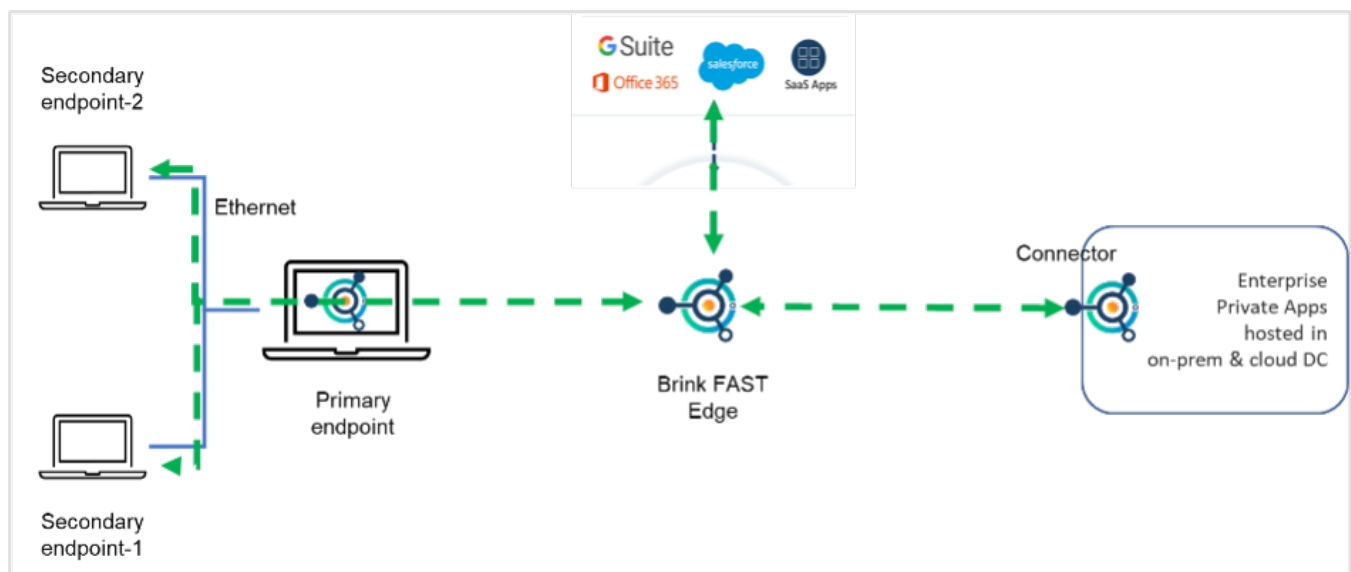 G Suite
Office 365
salesforce
SaaS Apps
Secondary
endpoint-2
Ethernet
Primary
endpoint
Secondary
endpoint-1
Brink FAST
Edge
Connector
Enterprise
Private Apps
hosted in
on-prem & cloud DC